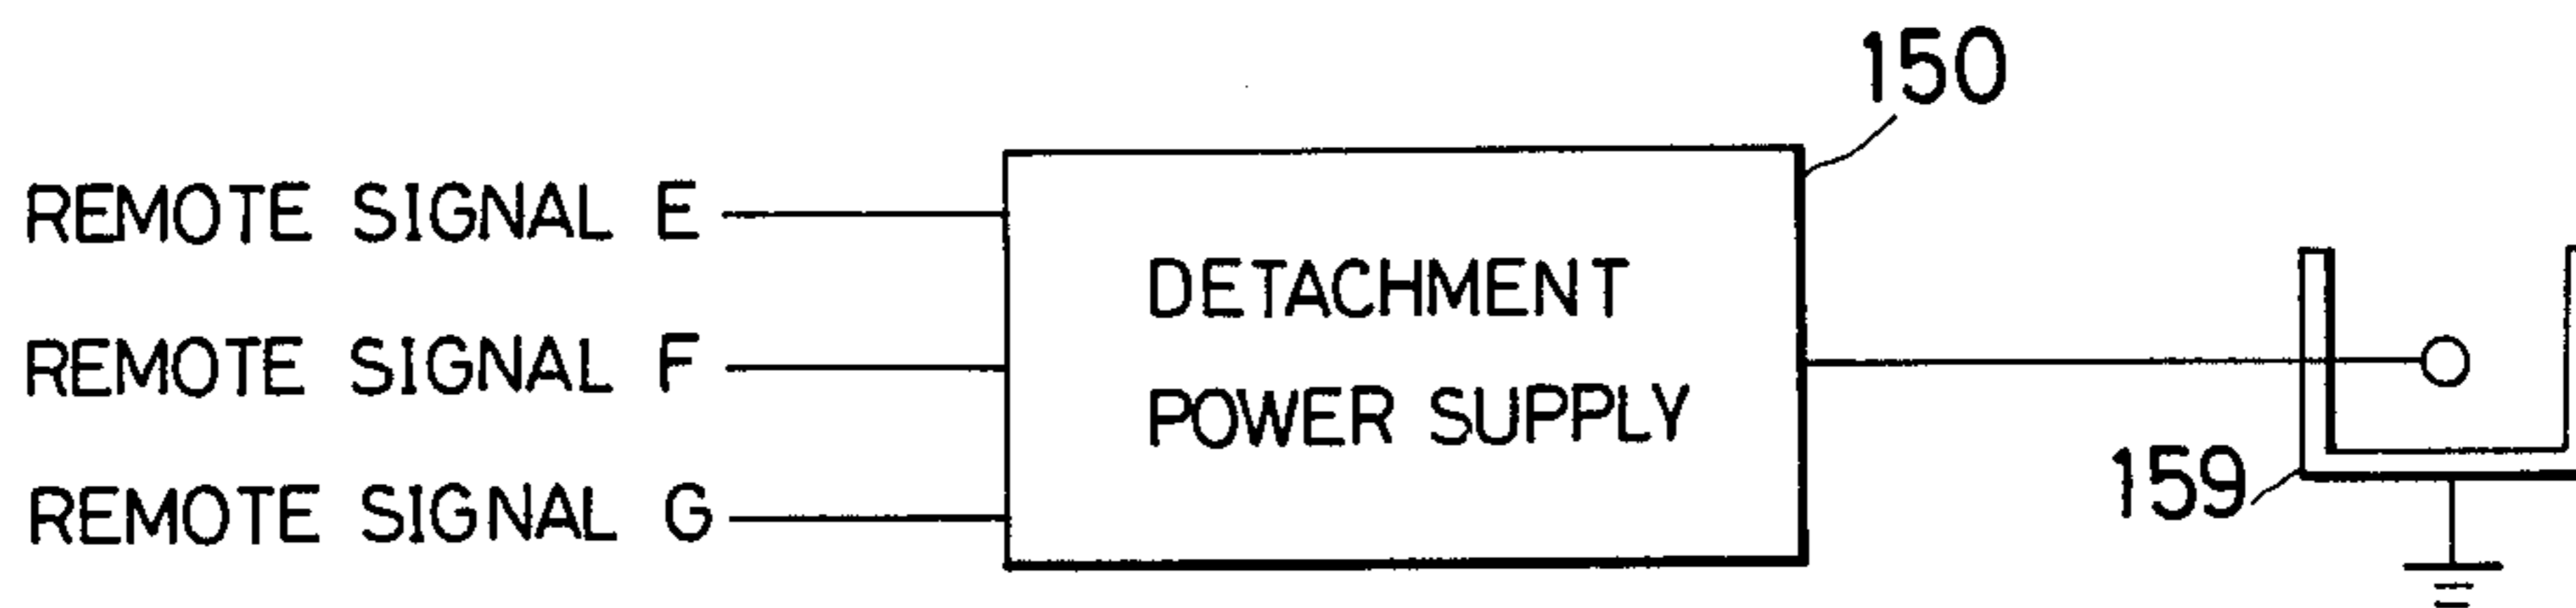 150
REMOTE SIGNAL E
DETACHMENT
REMOTE SIGNAL F
POWER SUPPLY
159
REMOTE SIGNAL G